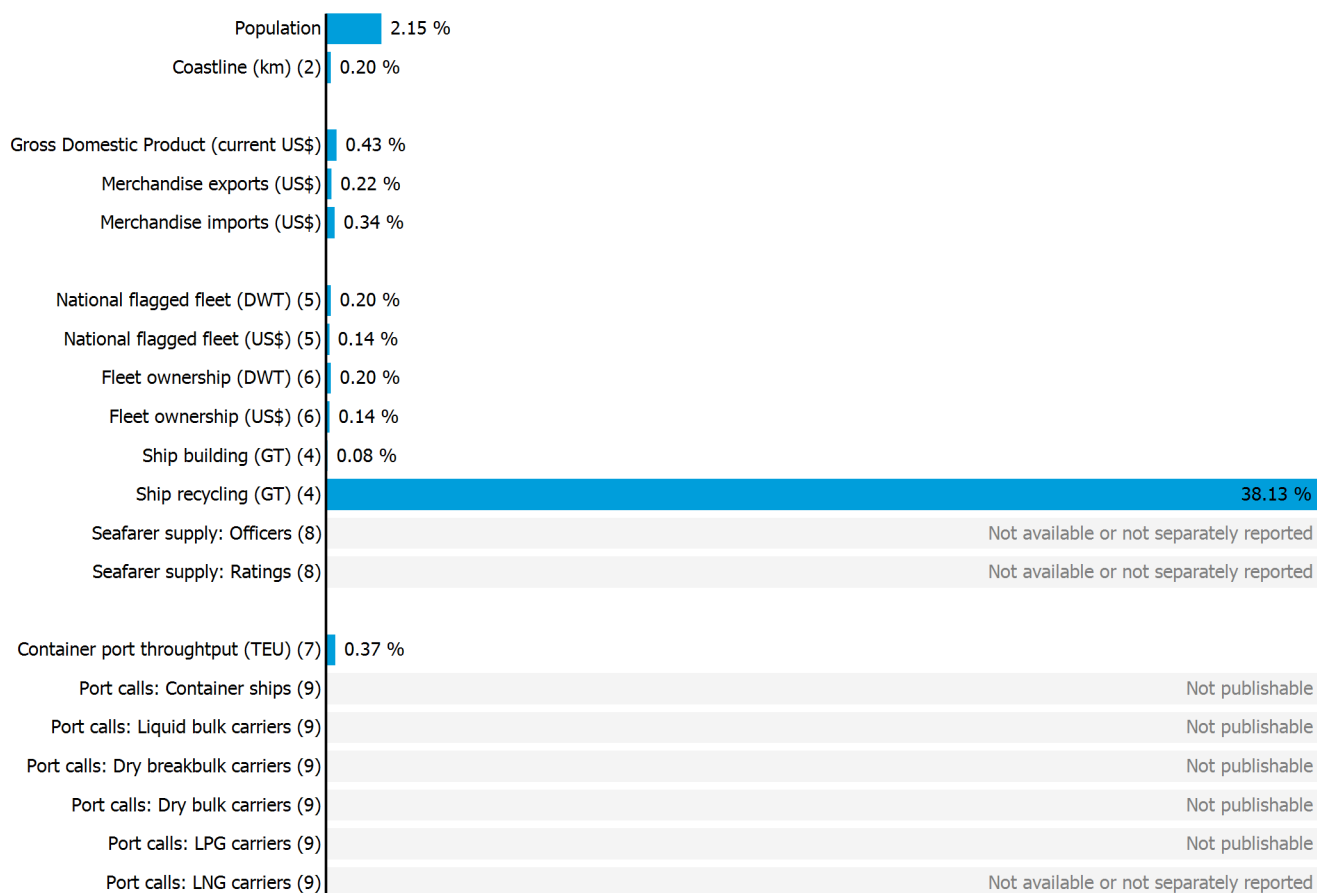 Population 2.15 %
Coastline (km) (2) 0.20 %
Gross Domestic Product (current US$) 0.43 %
Merchandise exports (US$) 0.22 %
Merchandise imports (US$) 0.34 %
National flagged fleet (DWT) (5) 0.20 %
National flagged fleet (US$) (5) 0.14 %
Fleet ownership (DWT) (6) 0.20 %
Fleet ownership (US$) (6) 0.14 %
Ship building (GT) (4) 0.08 %
Ship recycling (GT) (4) 38.13 %
Seafarer supply: Officers (8) Not available or not separately reported
Seafarer supply: Ratings (8) Not available or not separately reported
Container port throughtput (TEU) (7) 0.37 %
Port calls: Container ships (9) Not publishable
Port calls: Liquid bulk carriers (9) Not publishable
Port calls: Dry breakbulk carriers (9) Not publishable
Port calls: Dry bulk carriers (9) Not publishable
Port calls: LPG carriers (9) Not publishable
Port calls: LNG carriers (9) Not available or not separately reported